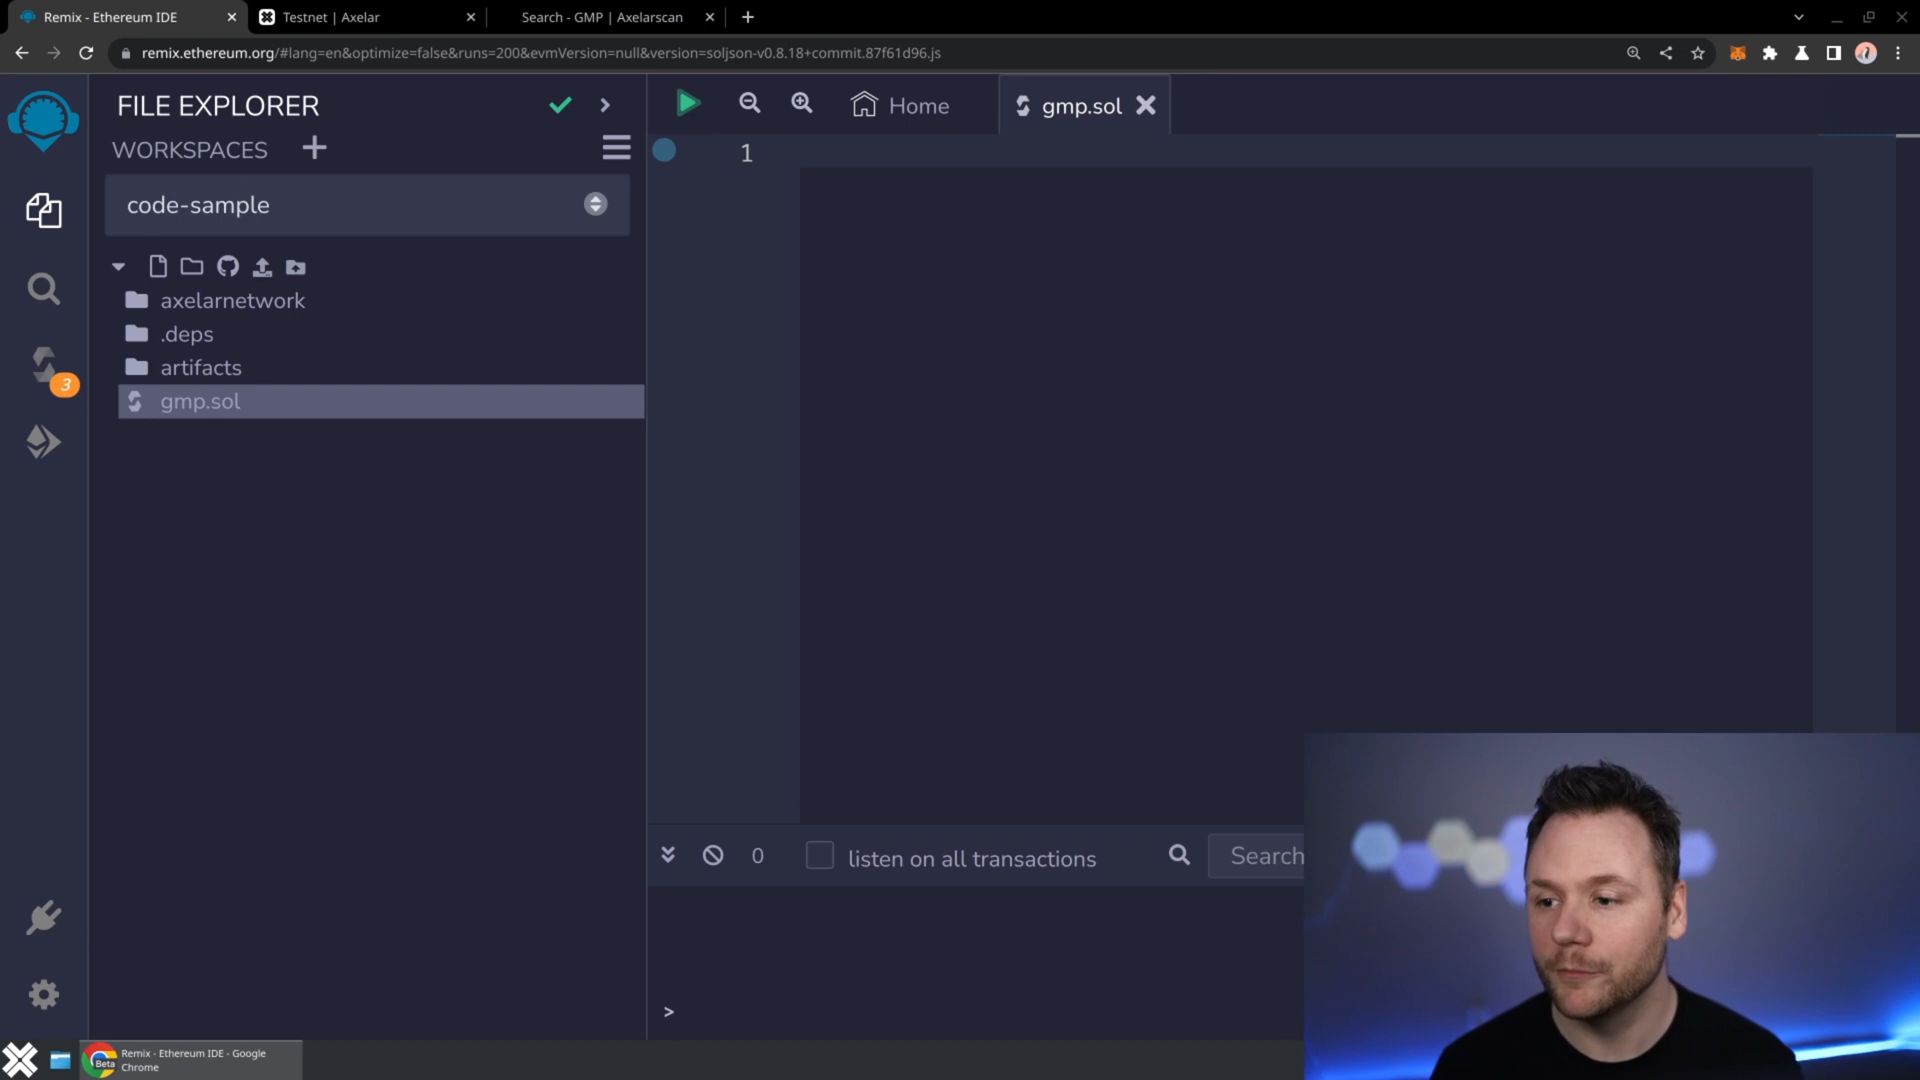 Remix - Ethereum IDE
Testnet | Axelar
Search - GMP | Axelarscan
remix.ethereum.org/#lang=en&optimize=false&runs=200&evmVersion=null&version=soljson-v0.8.18+commit.87f61d96.js
FILE EXPLORER
Home
gmp.sol
WORKSPACES
1
code-sample
axelarnetwork
.deps
artifacts
gmp.sol
3
0
listen on all transactions
Search
>
Beta
Remix - Ethereum IDE - Google
Chrome